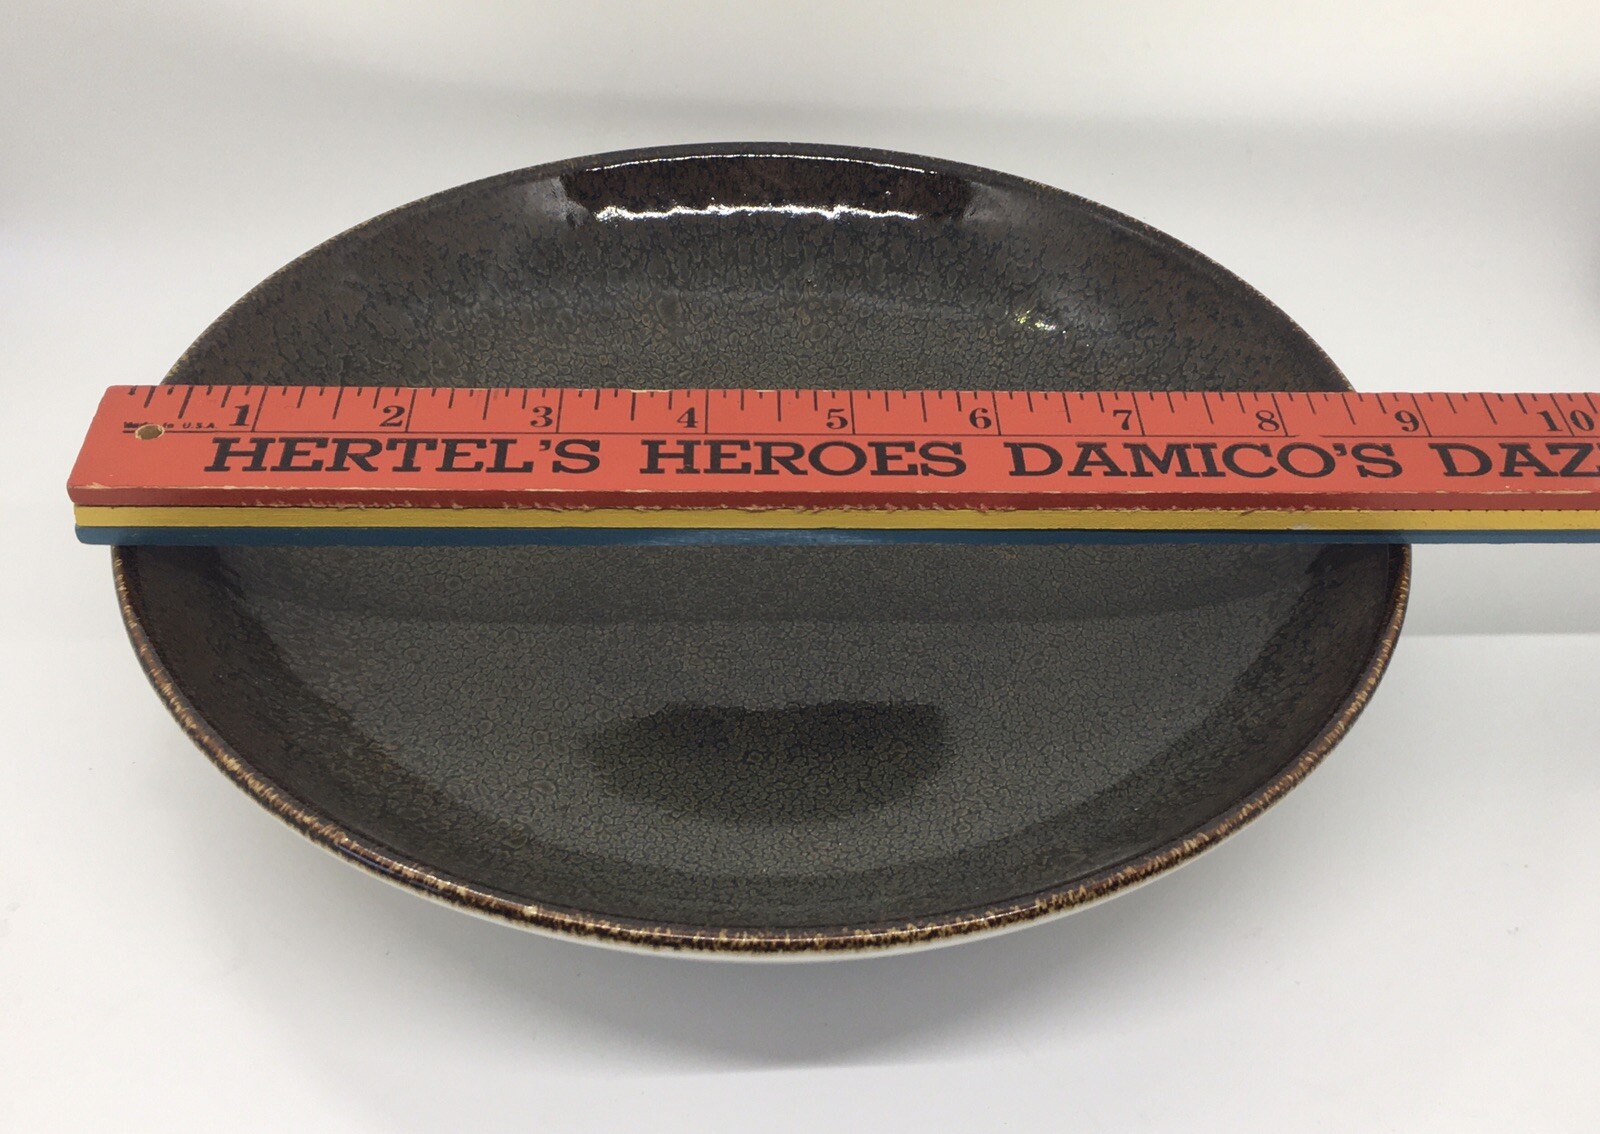 1 2 3 4 5 6 7 8 9 10
U.S.A.
HERTEL'S HEROES DAMICO'S DAZ